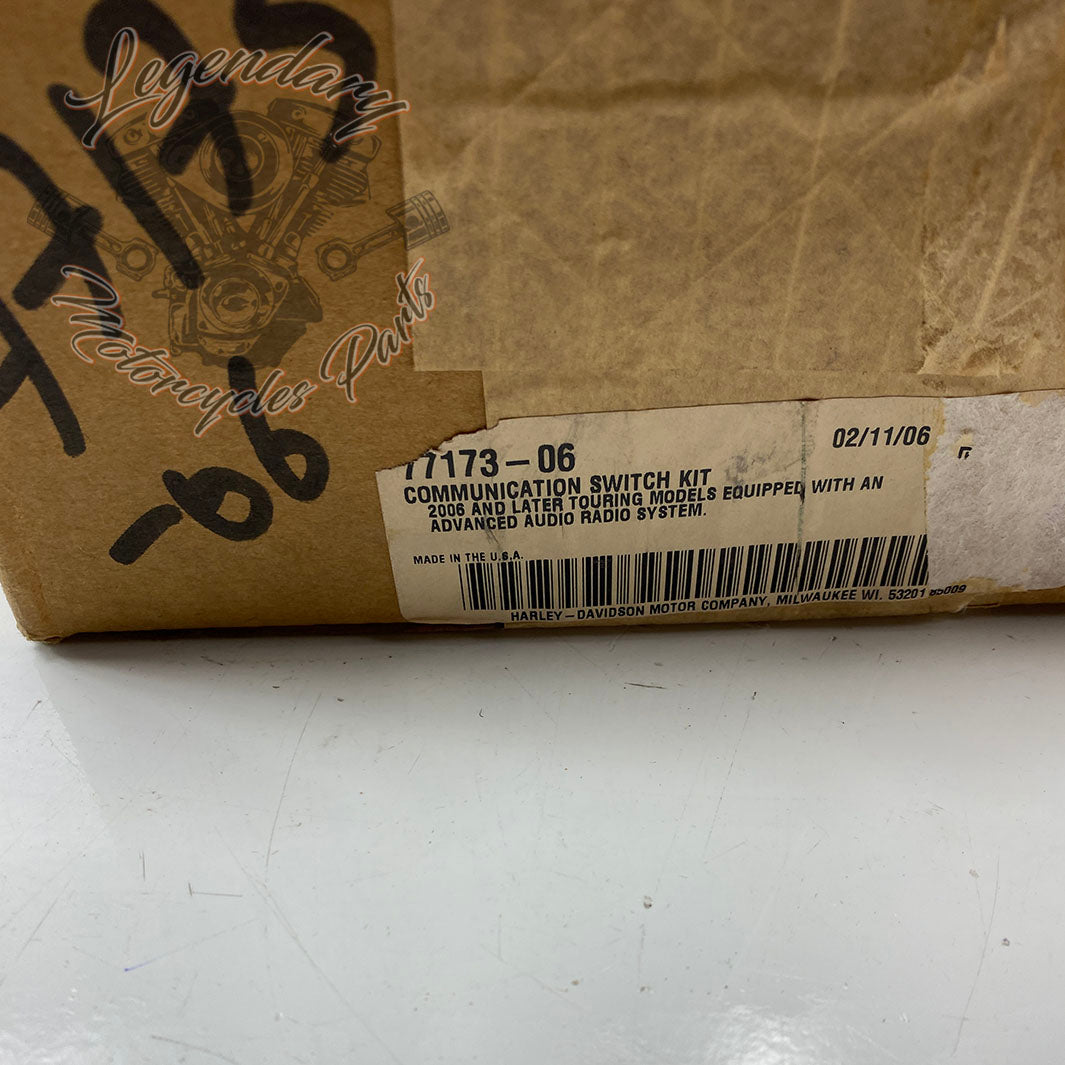 Legendary
Motorcycles Parts
-06
77173-06
02/11/06
COMMUNICATION SWITCH KIT
2006 AND LATER TOURING MODELS EQUIPPED WITH AN
ADVANCED AUDIO RADIO SYSTEM.
MADE IN THE U.S.A.
HARLEY-DAVIDSON MOTOR COMPANY, MILWAUKEE WI. 53201